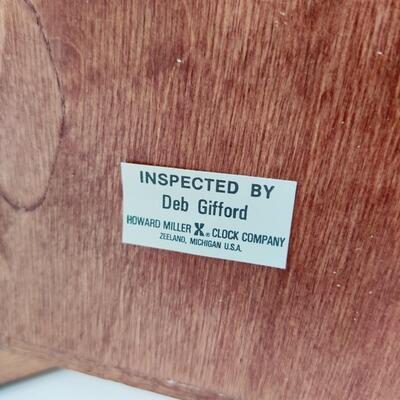 INSPECTED BY
Deb Gifford
HOWARD MILLER X® CLOCK COMPANY
ZEELAND, MICHIGAN U.S.A.